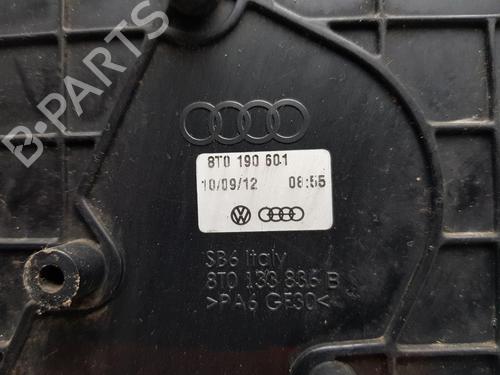 B-PARTS
8T0 190 601
10/09/12 08:55
SB6 Italy
8T0 133 836 B
>PA6 GF30<